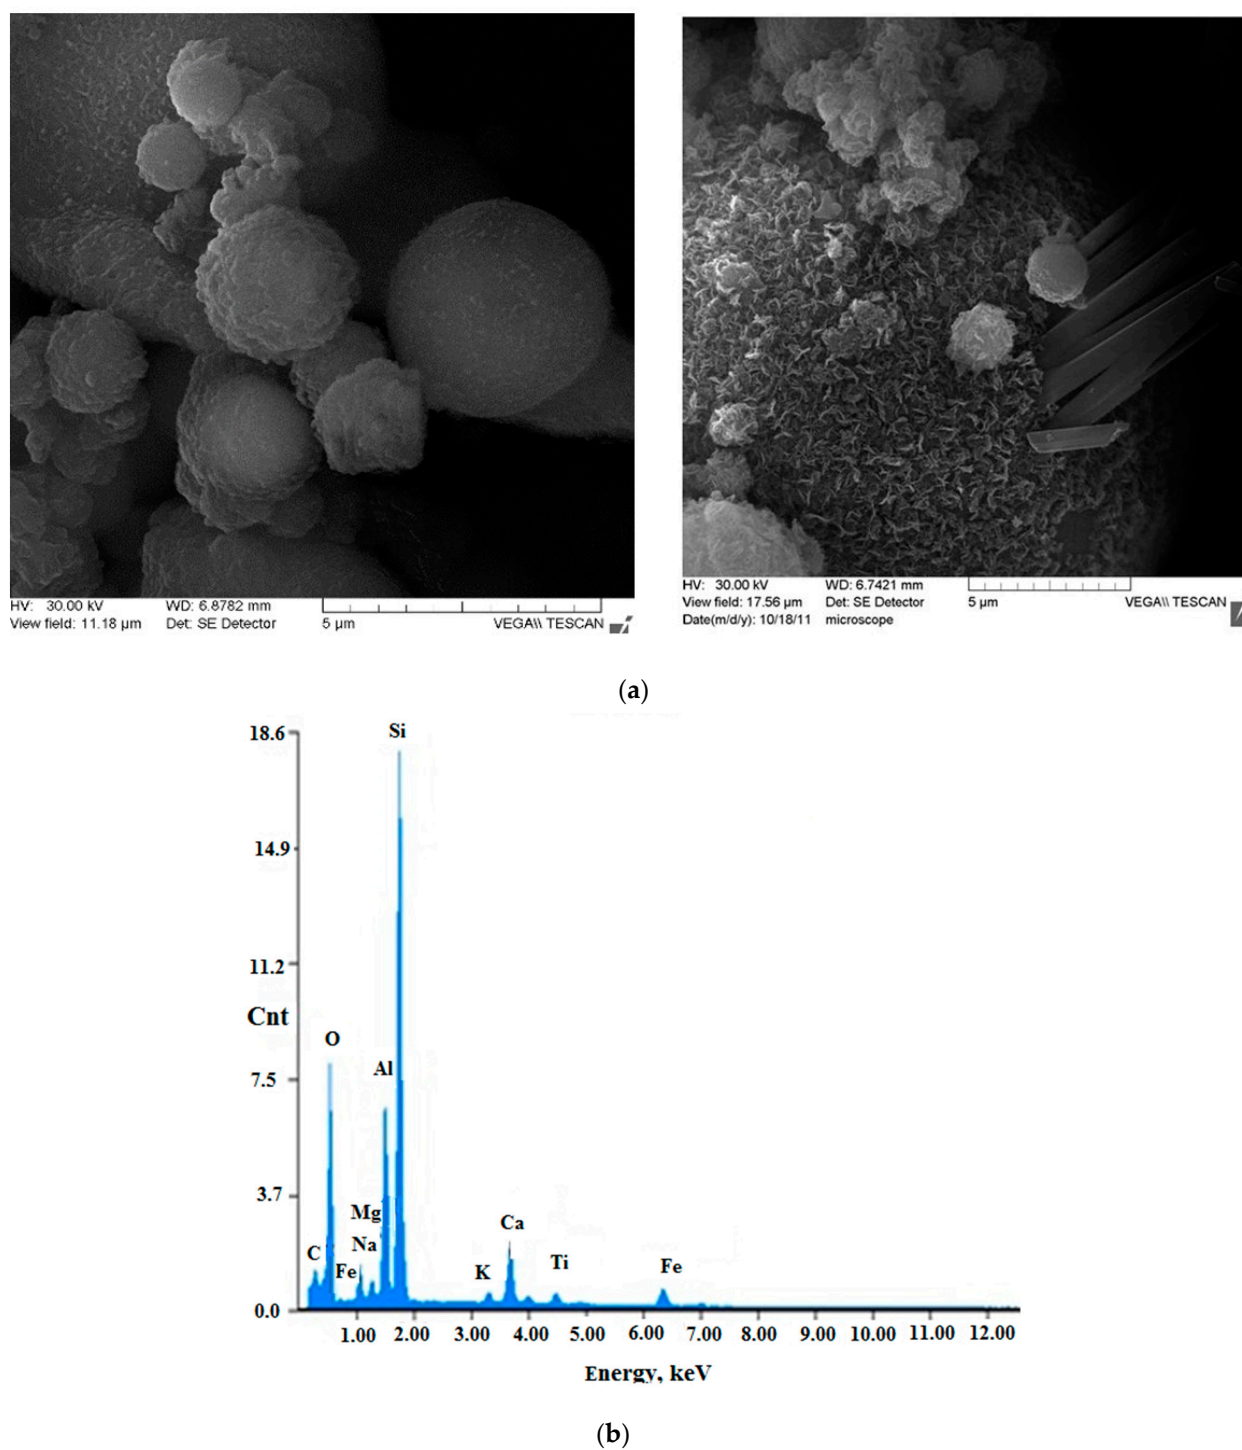 HV: 30.00 kV WD: 6.8782 mm
View field: 11.18 µm Det: SE Detector 5 µm VEGA\\ TESCAN
HV: 30.00 kV WD: 6.7421 mm
View field: 17.56 µm Det: SE Detector 5 µm VEGA\\ TESCAN
Date(m/d/y): 10/18/11 microscope
(a)
18.6
14.9
11.2
Cnt
7.5
3.7
0.0
Si
O
Al
Mg
Na
C
Fe
K
Ca
Ti
Fe
1.00 2.00 3.00 4.00 5.00 6.00 7.00 8.00 9.00 10.00 11.00 12.00
Energy, keV
(b)